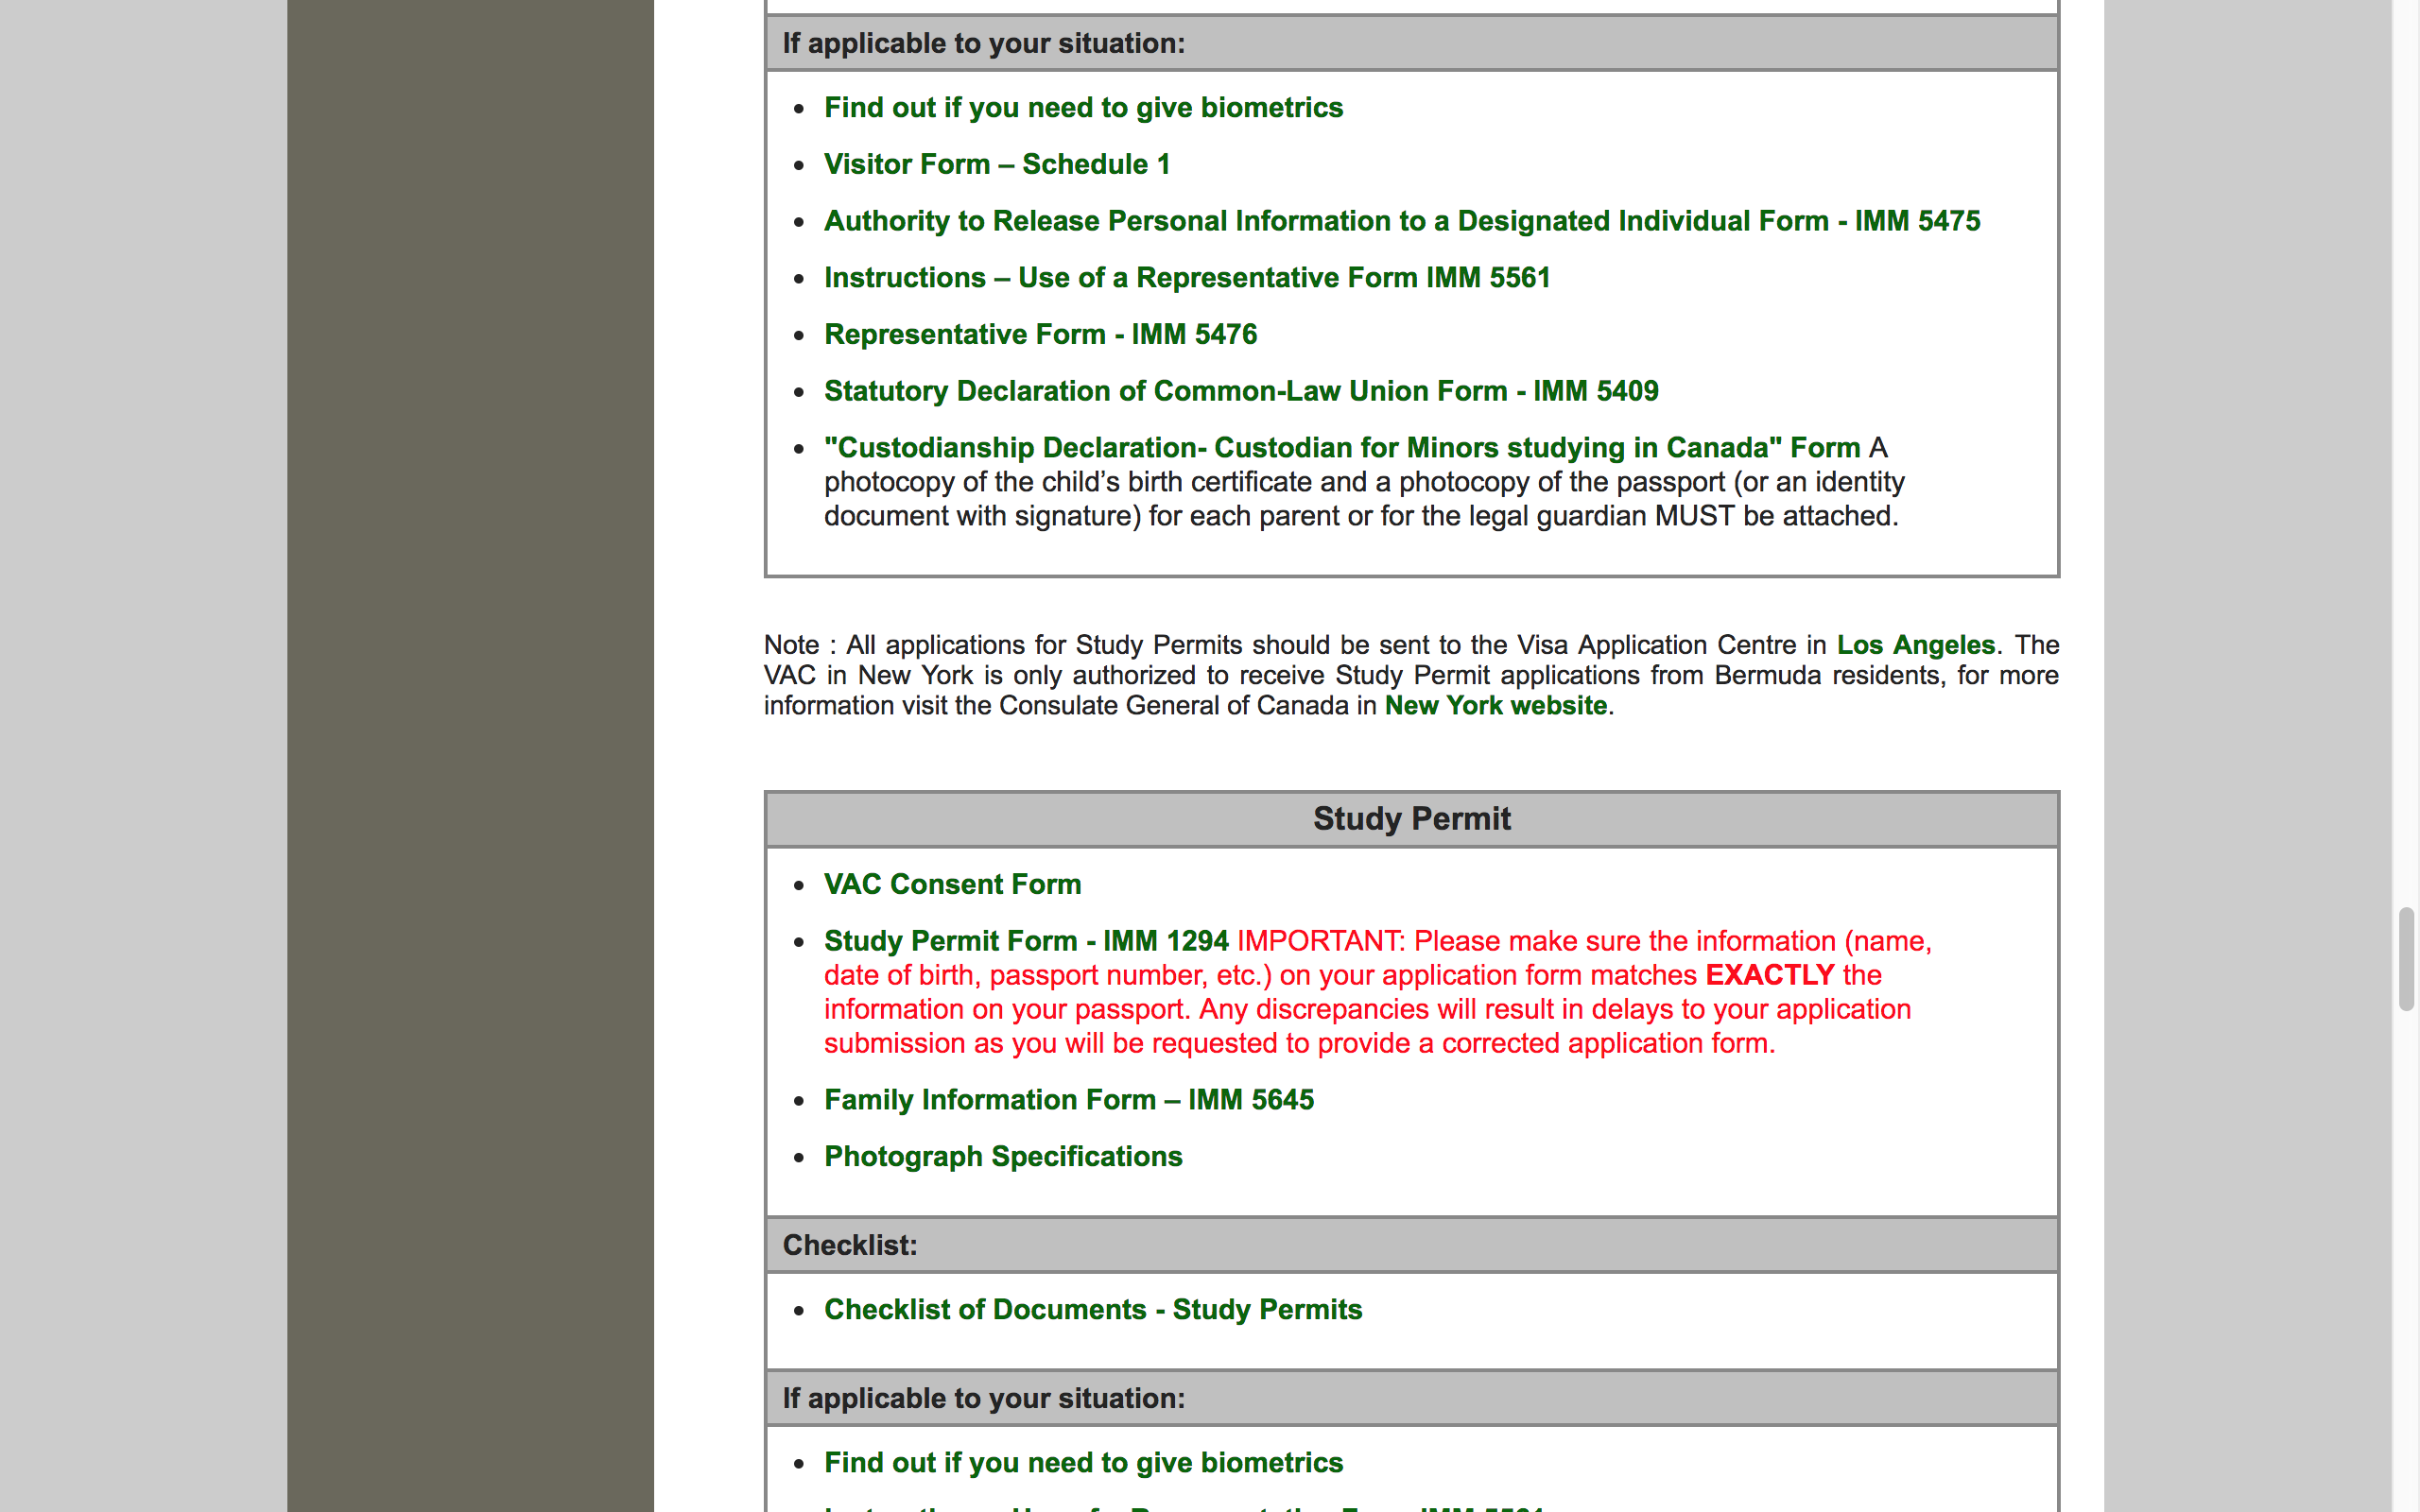 If applicable to your situation:
Find out if you need to give biometrics
Visitor Form – Schedule 1
Authority to Release Personal Information to a Designated Individual Form - IMM 5475
Instructions – Use of a Representative Form IMM 5561
Representative Form - IMM 5476
Statutory Declaration of Common-Law Union Form - IMM 5409
"Custodianship Declaration- Custodian for Minors studying in Canada" Form A
photocopy of the child’s birth certificate and a photocopy of the passport (or an identity
document with signature) for each parent or for the legal guardian MUST be attached.
Note : All applications for Study Permits should be sent to the Visa Application Centre in Los Angeles. The
VAC in New York is only authorized to receive Study Permit applications from Bermuda residents, for more
information visit the Consulate General of Canada in New York website.
Study Permit
VAC Consent Form
Study Permit Form - IMM 1294 IMPORTANT: Please make sure the information (name,
date of birth, passport number, etc.) on your application form matches EXACTLY the
information on your passport. Any discrepancies will result in delays to your application
submission as you will be requested to provide a corrected application form.
Family Information Form – IMM 5645
Photograph Specifications
Checklist:
Checklist of Documents - Study Permits
If applicable to your situation:
Find out if you need to give biometrics